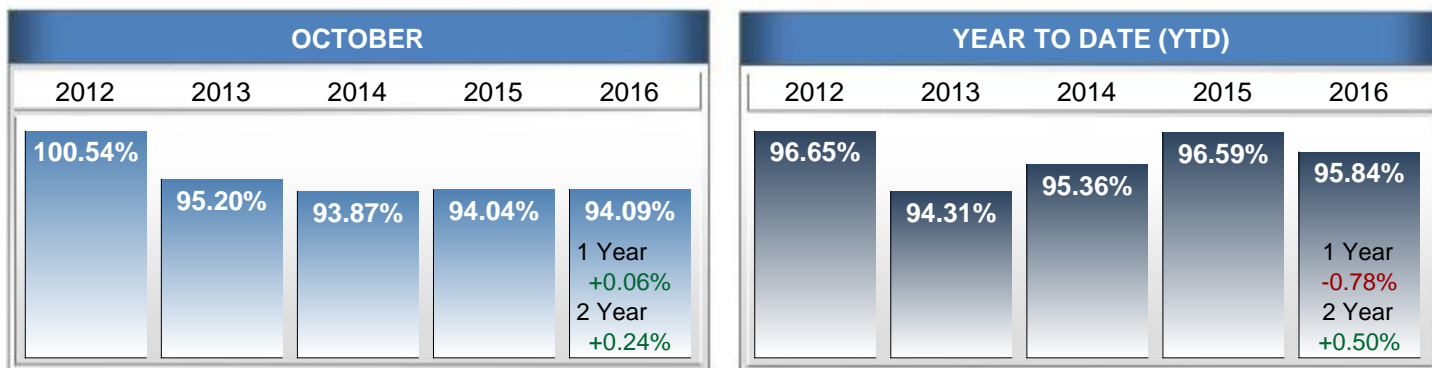 OCTOBER
2012 2013 2014 2015 2016
100.54% 95.20% 93.87% 94.04% 94.09%
1 Year
+0.06%
2 Year
+0.24%
YEAR TO DATE (YTD)
2012 2013 2014 2015 2016
96.65% 94.31% 95.36% 96.59% 95.84%
1 Year
-0.78%
2 Year
+0.50%